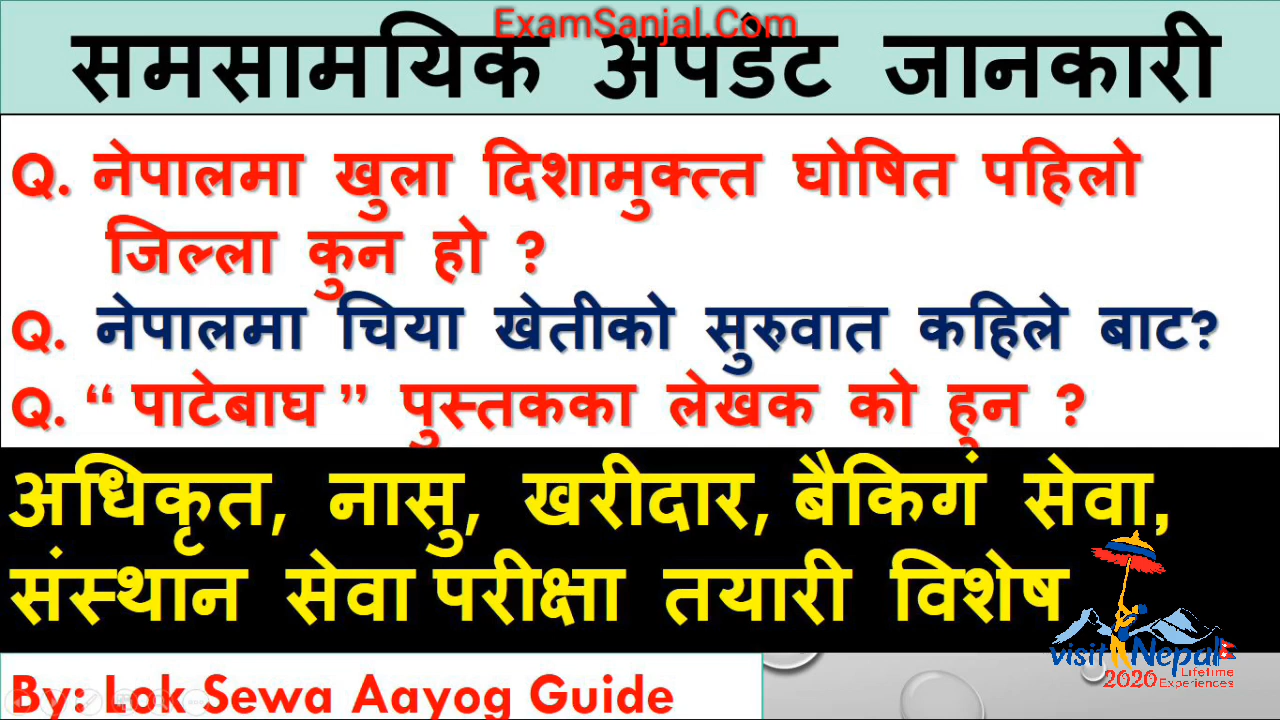 ExamSanjal.Com
समसामयिक अपडेट जानकारी
Q. नेपालमा खुला दिशामुक्त्त घोषित पहिलो
जिल्ला कुन हो ?
Q. नेपालमा चिया खेतीको सुरुवात कहिले बाट?
Q. “ पाटेबाघ ” पुस्तकका लेखक को हुन ?
अधिकृत, नासु, खरीदार, बैकिगं सेवा,
संस्थान सेवा परीक्षा तयारी विशेष
visit Nepal
2020 Lifetime Experiences
By: Lok Sewa Aayog Guide